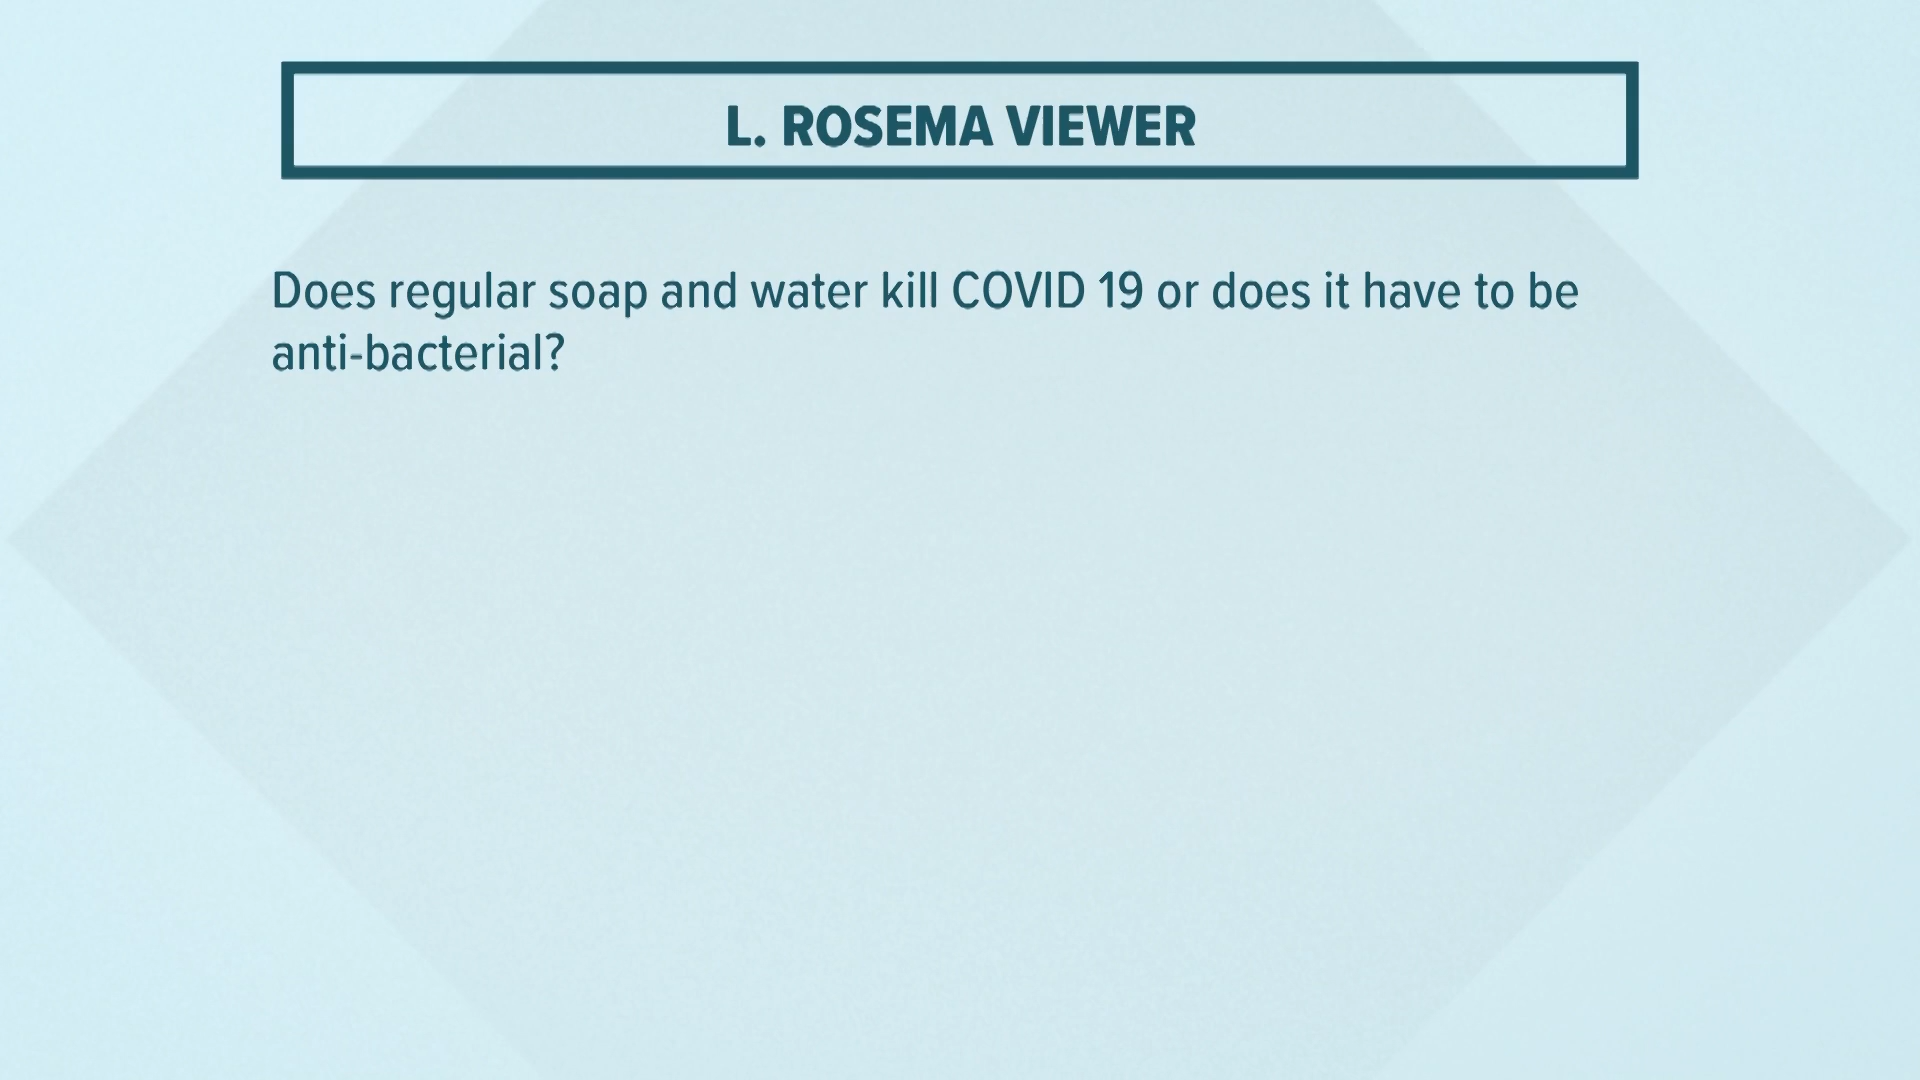 L. ROSEMA VIEWER
Does regular soap and water kill COVID 19 or does it have to be
anti-bacterial?